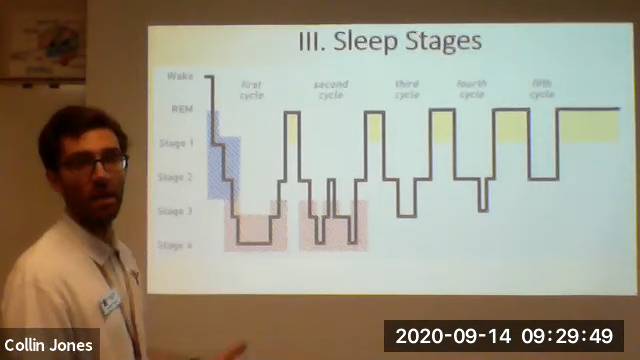 III. Sleep Stages
Wake
first cycle
second cycle
third cycle
fourth cycle
fifth cycle
REM
Stage 1
Stage 2
Stage 3
Stage 4
Collin Jones
2020-09-14 09:29:49